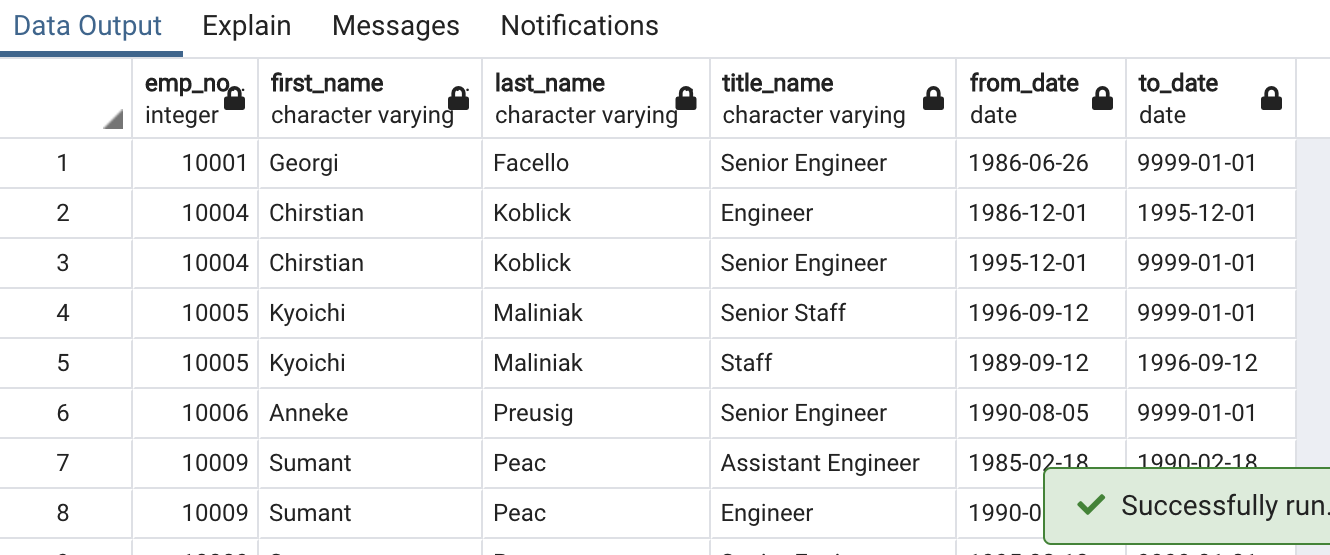 Data Output Explain Messages Notifications
emp_no first_name last_name title_name from_date to_date
integer character varying character varying character varying date date
1 10001 Georgi Facello Senior Engineer 1986-06-26 9999-01-01
2 10004 Chirstian Koblick Engineer 1986-12-01 1995-12-01
3 10004 Chirstian Koblick Senior Engineer 1995-12-01 9999-01-01
4 10005 Kyoichi Maliniak Senior Staff 1996-09-12 9999-01-01
5 10005 Kyoichi Maliniak Staff 1989-09-12 1996-09-12
6 10006 Anneke Preusig Senior Engineer 1990-08-05 9999-01-01
7 10009 Sumant Peac Assistant Engineer 1985-02-18 1990-02-18
8 10009 Sumant Peac Engineer 1990-0
Successfully run.